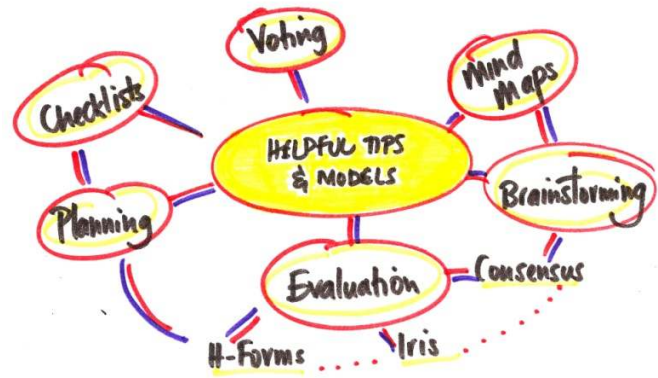 Voting
Mind
Maps
Checklists
HELPFUL TIPS
& MODELS
Brainstorming
Planning
Evaluation
Consensus
H-Forms
Iris